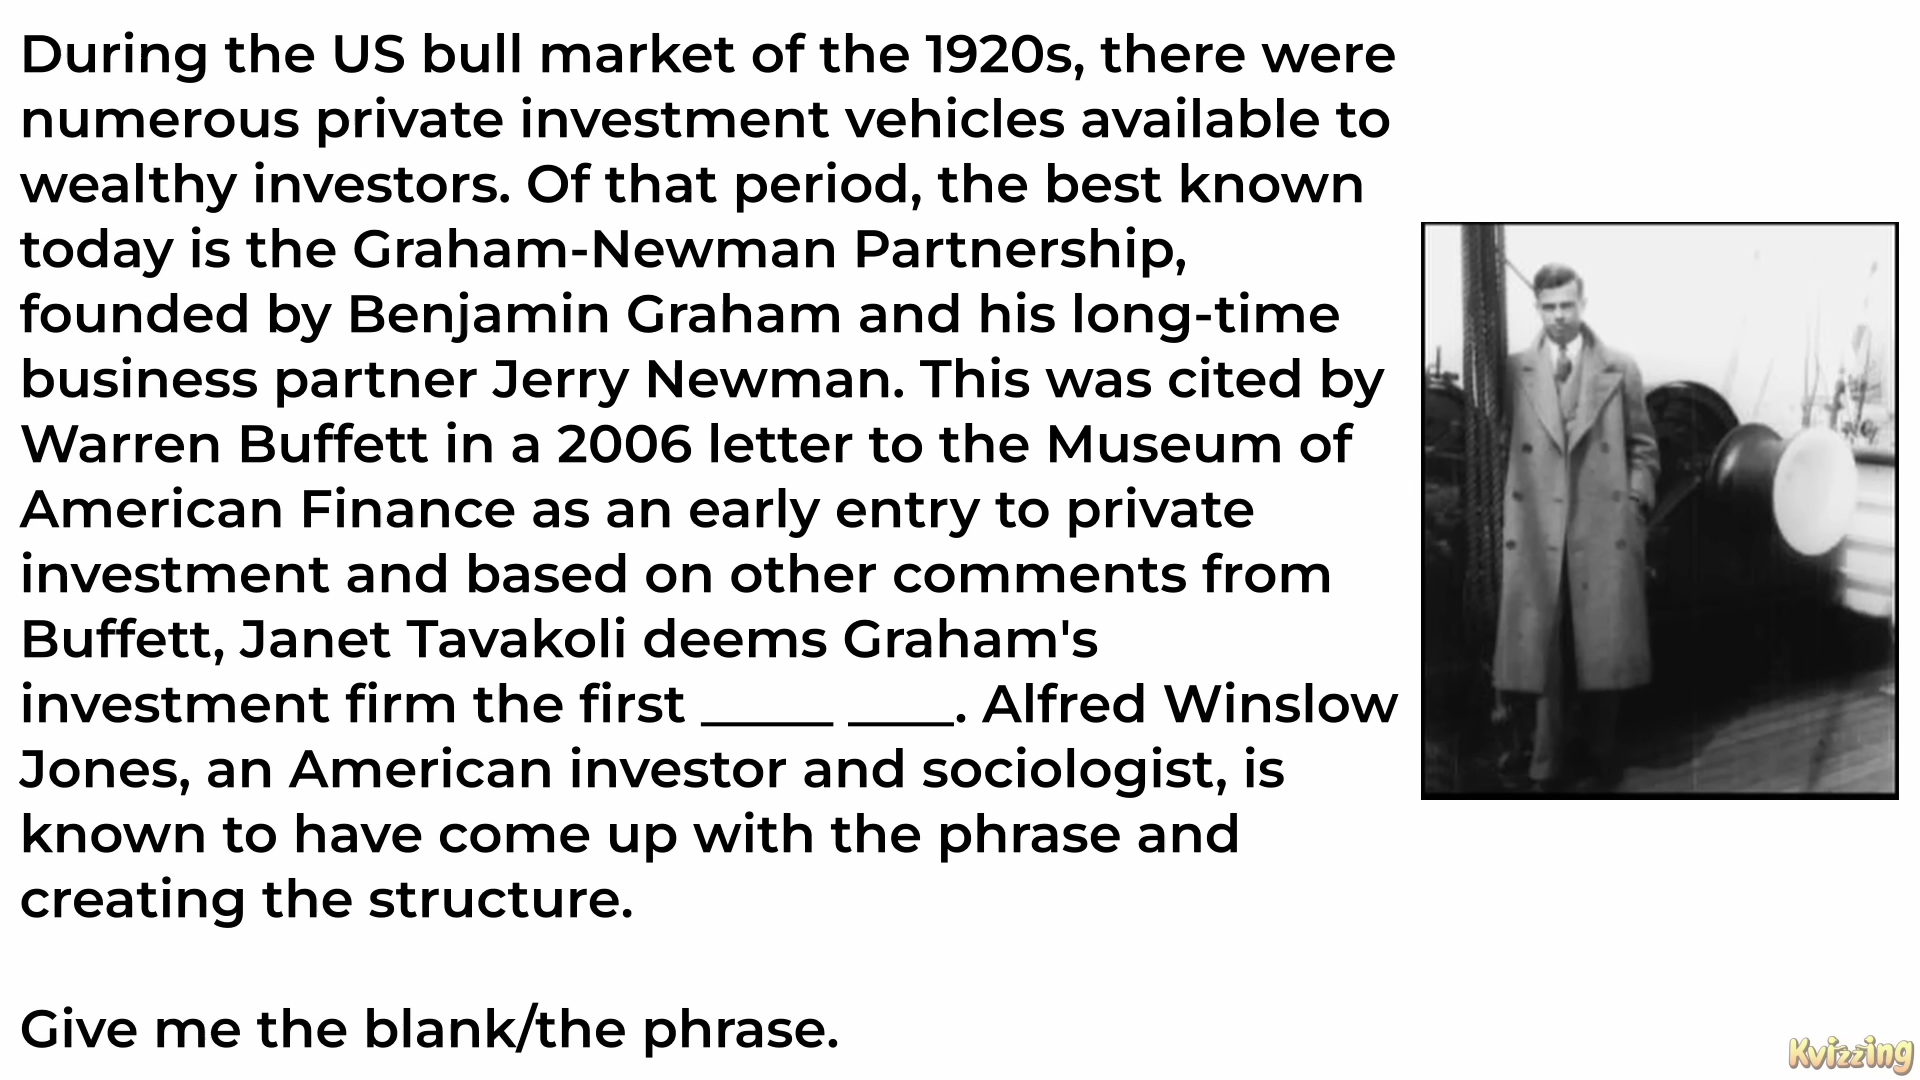 During the US bull market of the 1920s, there were
numerous private investment vehicles available to
wealthy investors. Of that period, the best known
today is the Graham-Newman Partnership,
founded by Benjamin Graham and his long-time
business partner Jerry Newman. This was cited by
Warren Buffett in a 2006 letter to the Museum of
American Finance as an early entry to private
investment and based on other comments from
Buffett, Janet Tavakoli deems Graham's
investment firm the first _____ ____. Alfred Winslow
Jones, an American investor and sociologist, is
known to have come up with the phrase and
creating the structure.
Give me the blank/the phrase.
Kvizzing